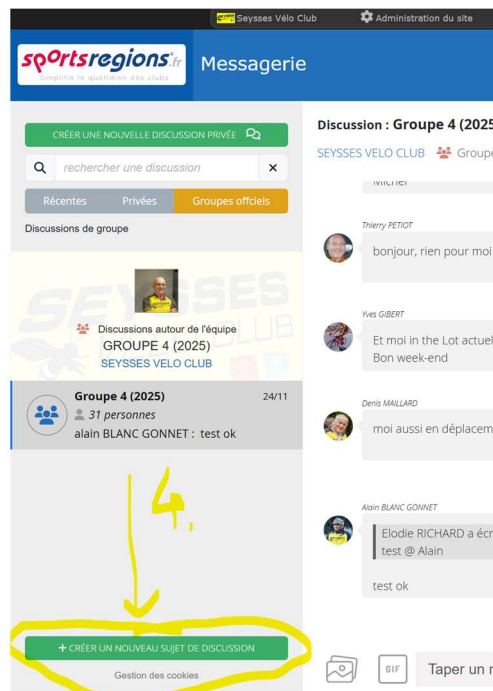 Seysses Vélo Club
Administration du site
sportsregions.fr
Simplifie le quotidien des clubs
Messagerie
CRÉER UNE NOUVELLE DISCUSSION PRIVÉE
rechercher une discussion
Récentes
Privées
Groupes offciels
Discussions de groupe
Discussions autour de l'équipe
GROUPE 4 (2025)
SEYSSES VELO CLUB
Groupe 4 (2025)
24/11
31 personnes
alain BLANC GONNET : test ok
4.
+ CRÉER UN NOUVEAU SUJET DE DISCUSSION
Gestion des cookies
Discussion : Groupe 4 (2025
SEYSSES VELO CLUB Groupe
Michel
Thierry PETIOT
bonjour, rien pour moi
Yves GIBERT
Et moi in the Lot actuel
Bon week-end
Denis MAILLARD
moi aussi en déplacem
Alain BLANC GONNET
Elodie RICHARD a écr
test @ Alain
test ok
GIF
Taper un m